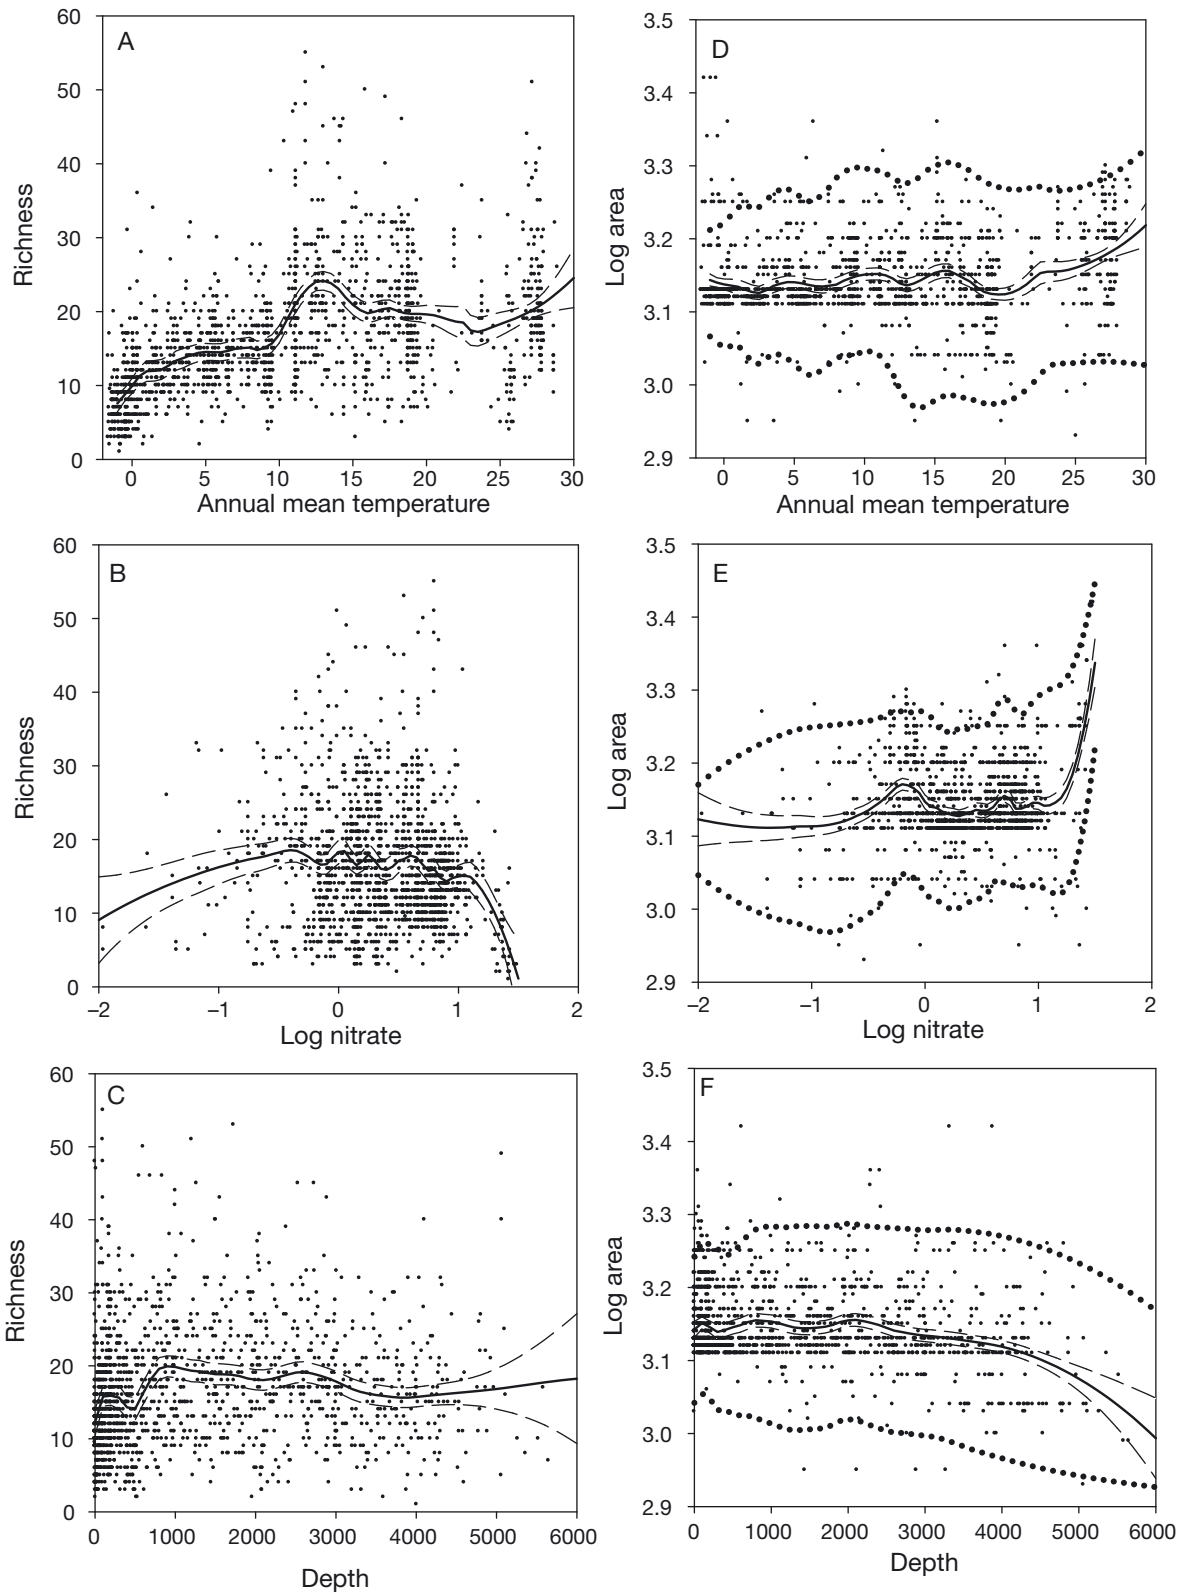 A
60
50
40
30
20
10
0
Richness
0 5 10 15 20 25 30
Annual mean temperature
D
3.5
3.4
3.3
3.2
3.1
3.0
2.9
Log area
0 5 10 15 20 25 30
Annual mean temperature
B
60
50
40
30
20
10
0
Richness
−2 −1 0 1 2
Log nitrate
E
3.5
3.4
3.3
3.2
3.1
3.0
2.9
Log area
−2 −1 0 1 2
Log nitrate
C
60
50
40
30
20
10
0
Richness
0 1000 2000 3000 4000 5000 6000
Depth
F
3.5
3.4
3.3
3.2
3.1
3.0
2.9
Log area
0 1000 2000 3000 4000 5000 6000
Depth